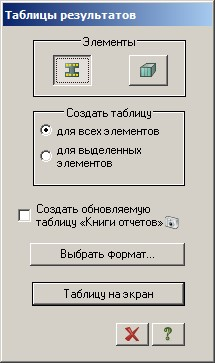 Таблицы результатов
Элементы
Создать таблицу
для всех элементов
для выделенных
элементов
Создать обновляемую
таблицу «Книги отчетов»
Выбрать формат...
Таблицу на экран
?